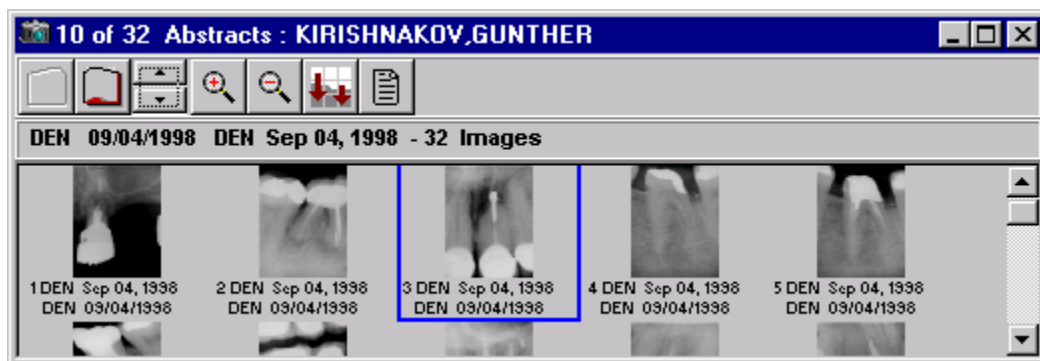 10 of 32 Abstracts : KIRISHNAKOV,GUNTHER
DEN 09/04/1998 DEN Sep 04, 1998 - 32 Images
1 DEN Sep 04, 1998
DEN 09/04/1998
2 DEN Sep 04, 1998
DEN 09/04/1998
3 DEN Sep 04, 1998
DEN 09/04/1998
4 DEN Sep 04, 1998
DEN 09/04/1998
5 DEN Sep 04, 1998
DEN 09/04/1998